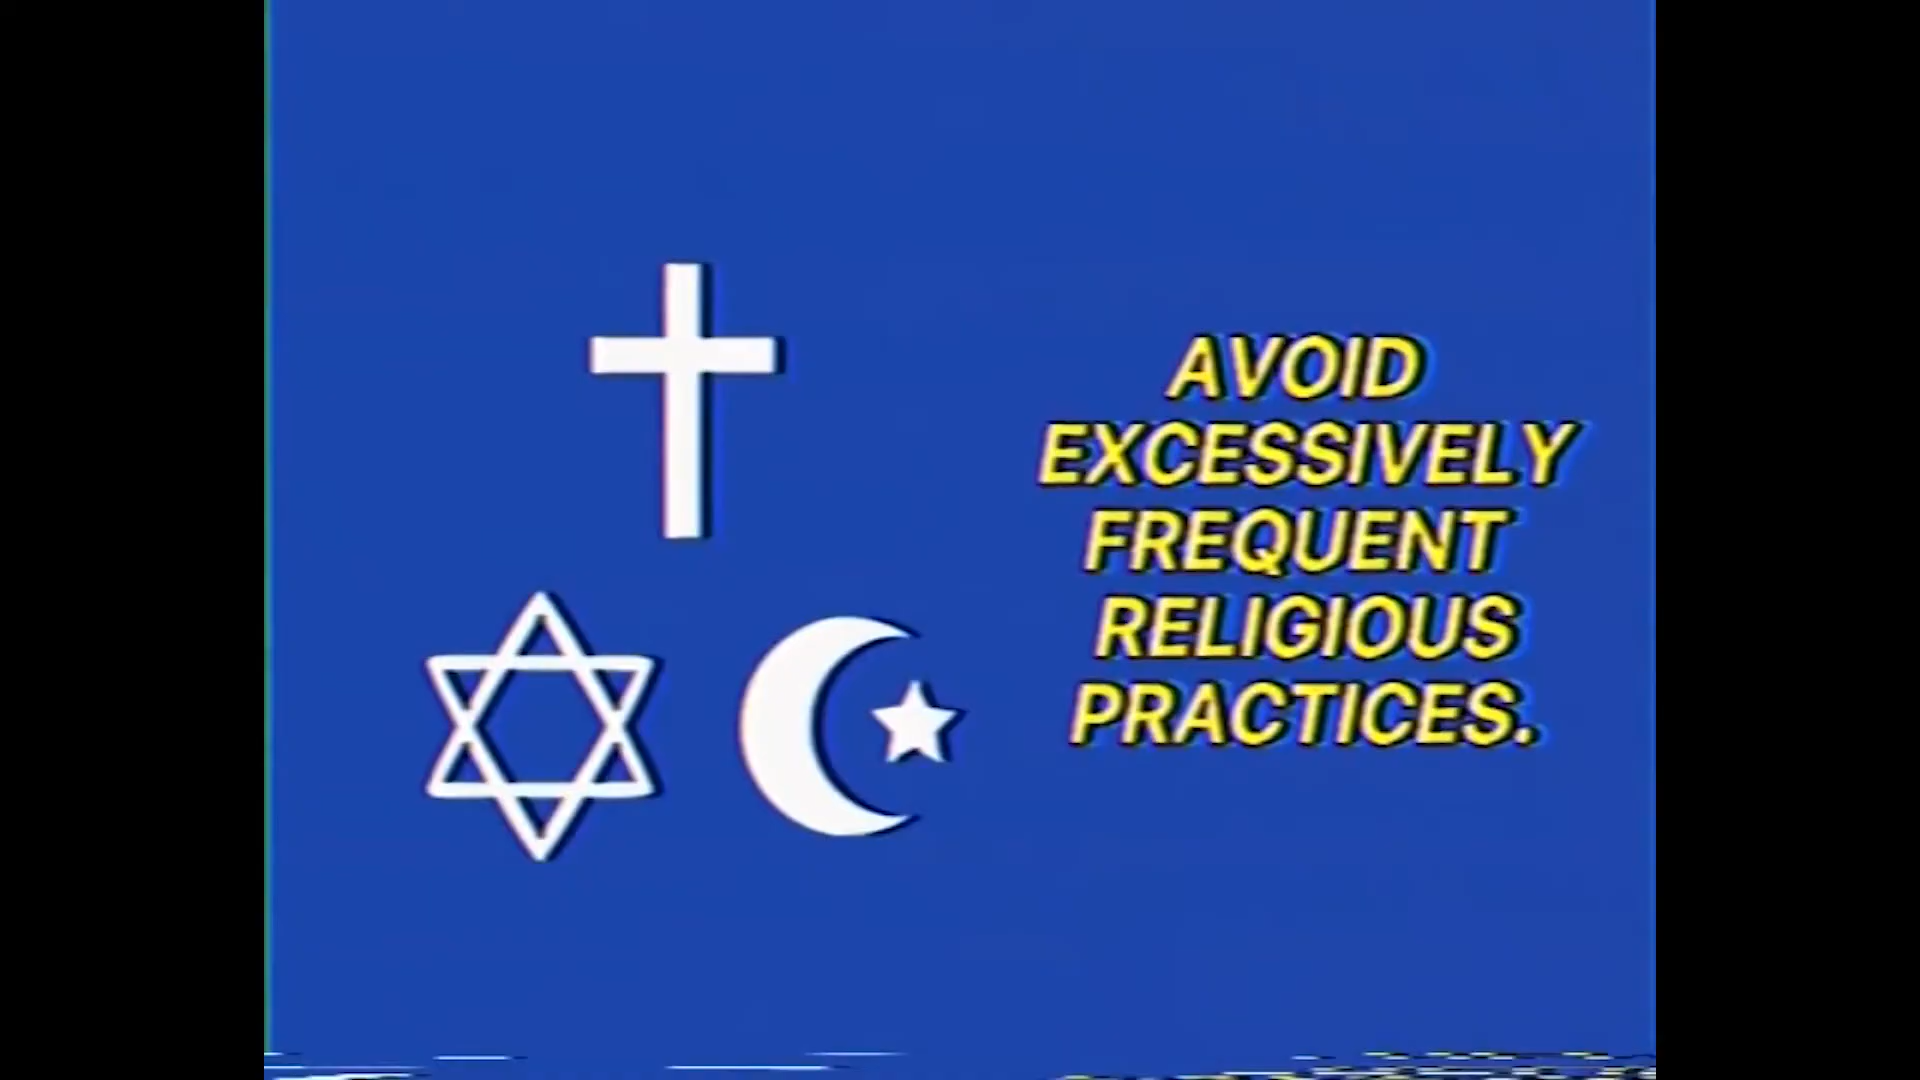 AVOID
EXCESSIVELY
FREQUENT
RELIGIOUS
PRACTICES.